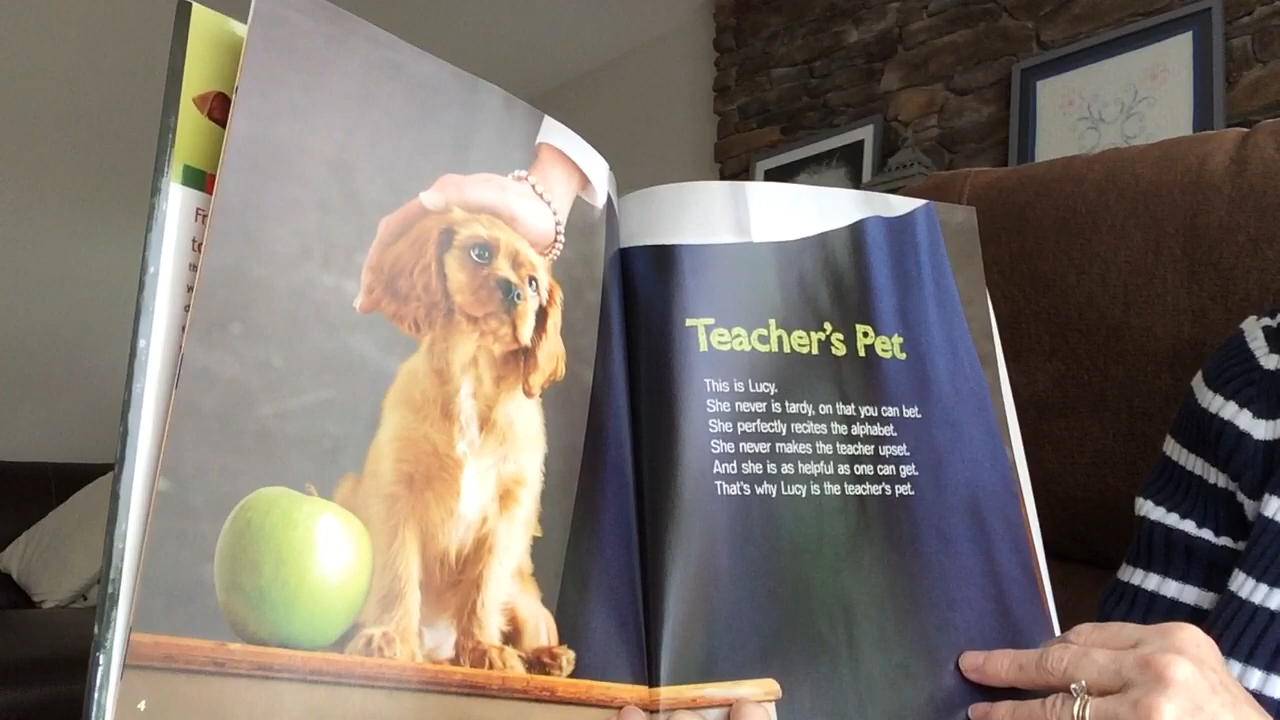 Teacher's Pet
This is Lucy.
She never is tardy, on that you can bet.
She perfectly recites the alphabet.
She never makes the teacher upset.
And she is as helpful as one can get.
That's why Lucy is the teacher's pet.
4